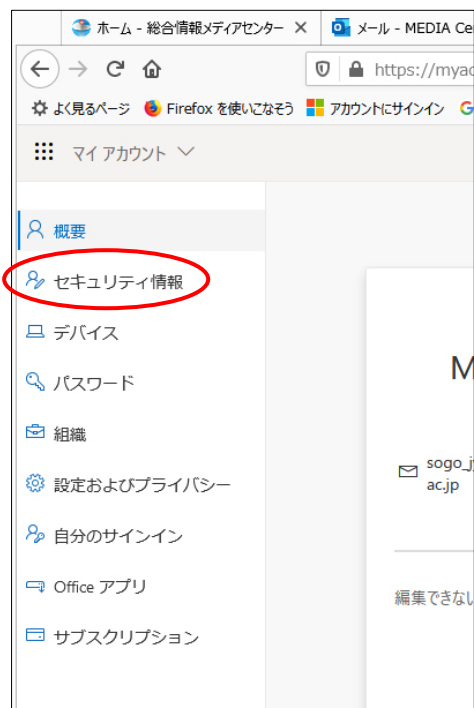 ホーム - 総合情報メディアセンター
メール - MEDIA Ce
https://myac
よく見るページ Firefox を使いこなそう アカウントにサインイン G
マイ アカウント
概要
セキュリティ情報
デバイス
M
パスワード
組織
sogo_j
ac.jp
設定およびプライバシー
自分のサインイン
Office アプリ
編集できない
サブスクリプション